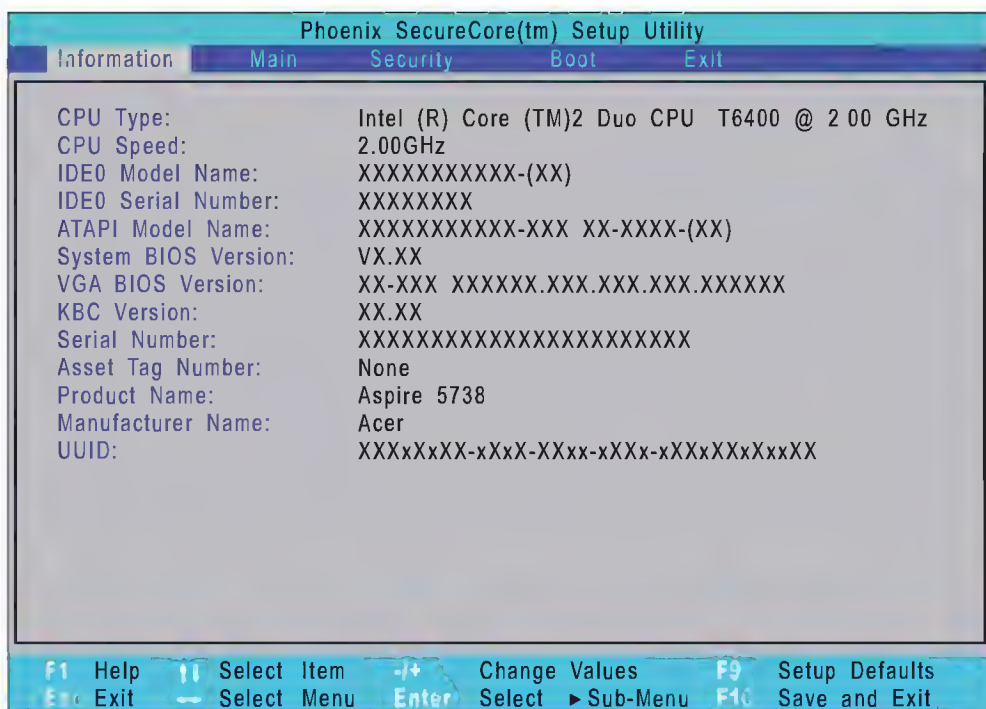 Phoenix SecureCore(tm) Setup Utility
Information Main Security Boot Exit
CPU Type: Intel (R) Core (TM)2 Duo CPU T6400 @ 2 00 GHz
CPU Speed: 2.00GHz
IDE0 Model Name: XXXXXXXXXXX-(XX)
IDE0 Serial Number: XXXXXXXX
ATAPI Model Name: XXXXXXXXXXX-XXX XX-XXXX-(XX)
System BIOS Version: VX.XX
VGA BIOS Version: XX-XXX XXXXXX.XXX.XXX.XXX.XXXXXX
KBC Version: XX.XX
Serial Number: XXXXXXXXXXXXXXXXXXXXXXX
Asset Tag Number: None
Product Name: Aspire 5738
Manufacturer Name: Acer
UUID: XXXxXxXX-xXxX-XXxx-xXXx-xXXxXXxXxxXX
F1 Help ↑↓ Select Item -/+ Change Values F9 Setup Defaults
Esc Exit Select Menu Enter Select ▶Sub-Menu F10 Save and Exit